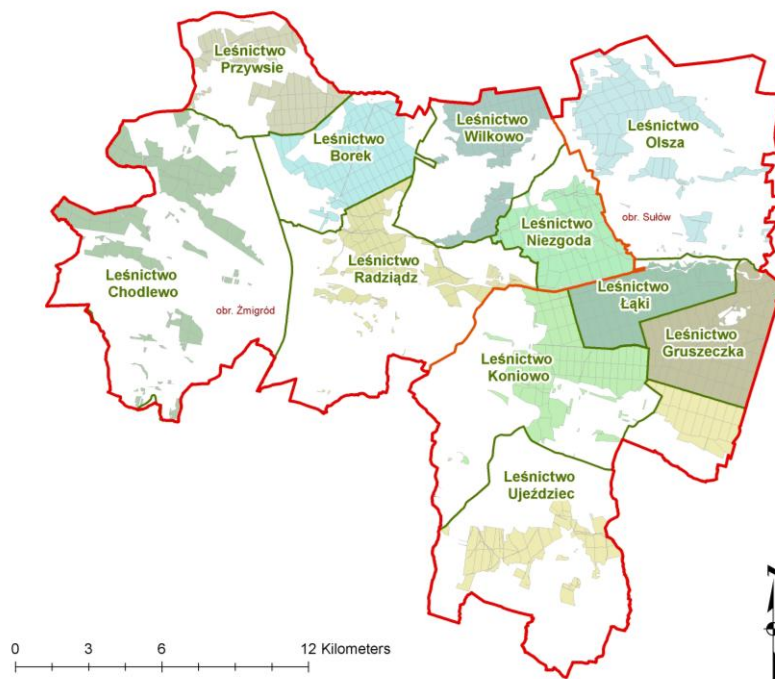 Leśnictwo
Przywsie
Leśnictwo
Borek
Leśnictwo
Wilkowo
Leśnictwo
Olsza
obr. Sułów
Leśnictwo
Niezgoda
Leśnictwo
Chodlewo
obr. Żmigród
Leśnictwo
Radziądz
Leśnictwo
Łąki
Leśnictwo
Gruszeczka
Leśnictwo
Koniowo
Leśnictwo
Ujeździec
0 3 6 12 Kilometers